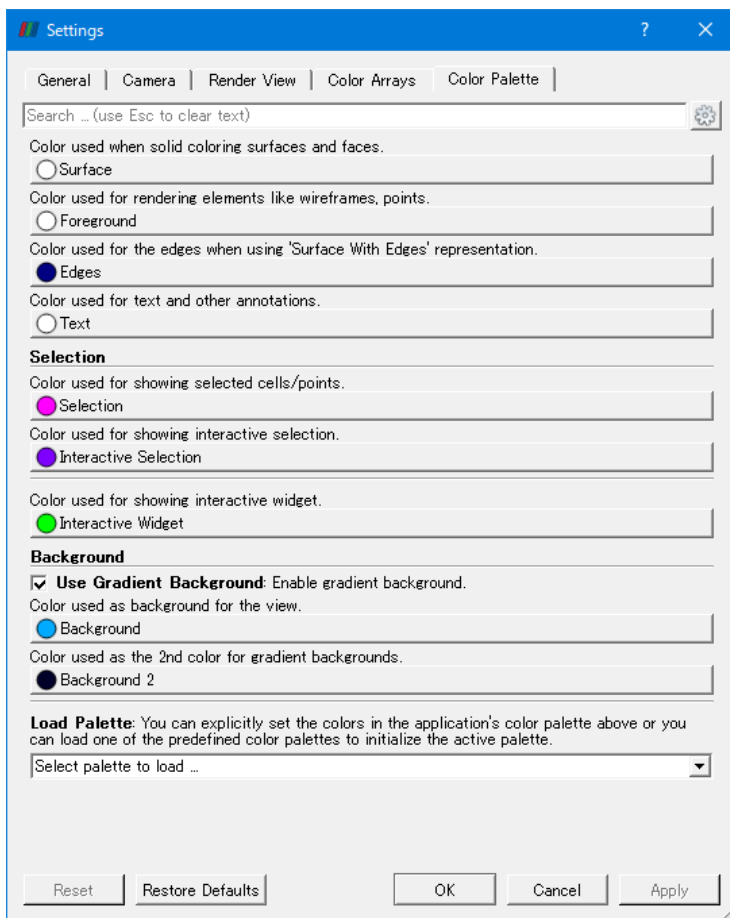 Settings
General
Camera
Render View
Color Arrays
Color Palette
Search ... (use Esc to clear text)
Color used when solid coloring surfaces and faces.
Surface
Color used for rendering elements like wireframes, points.
Foreground
Color used for the edges when using 'Surface With Edges' representation.
Edges
Color used for text and other annotations.
Text
Selection
Color used for showing selected cells/points.
Selection
Color used for showing interactive selection.
Interactive Selection
Color used for showing interactive widget.
Interactive Widget
Background
Use Gradient Background: Enable gradient background.
Color used as background for the view.
Background
Color used as the 2nd color for gradient backgrounds.
Background 2
Load Palette: You can explicitly set the colors in the application's color palette above or you
can load one of the predefined color palettes to initialize the active palette.
Select palette to load ...
Reset
Restore Defaults
OK
Cancel
Apply